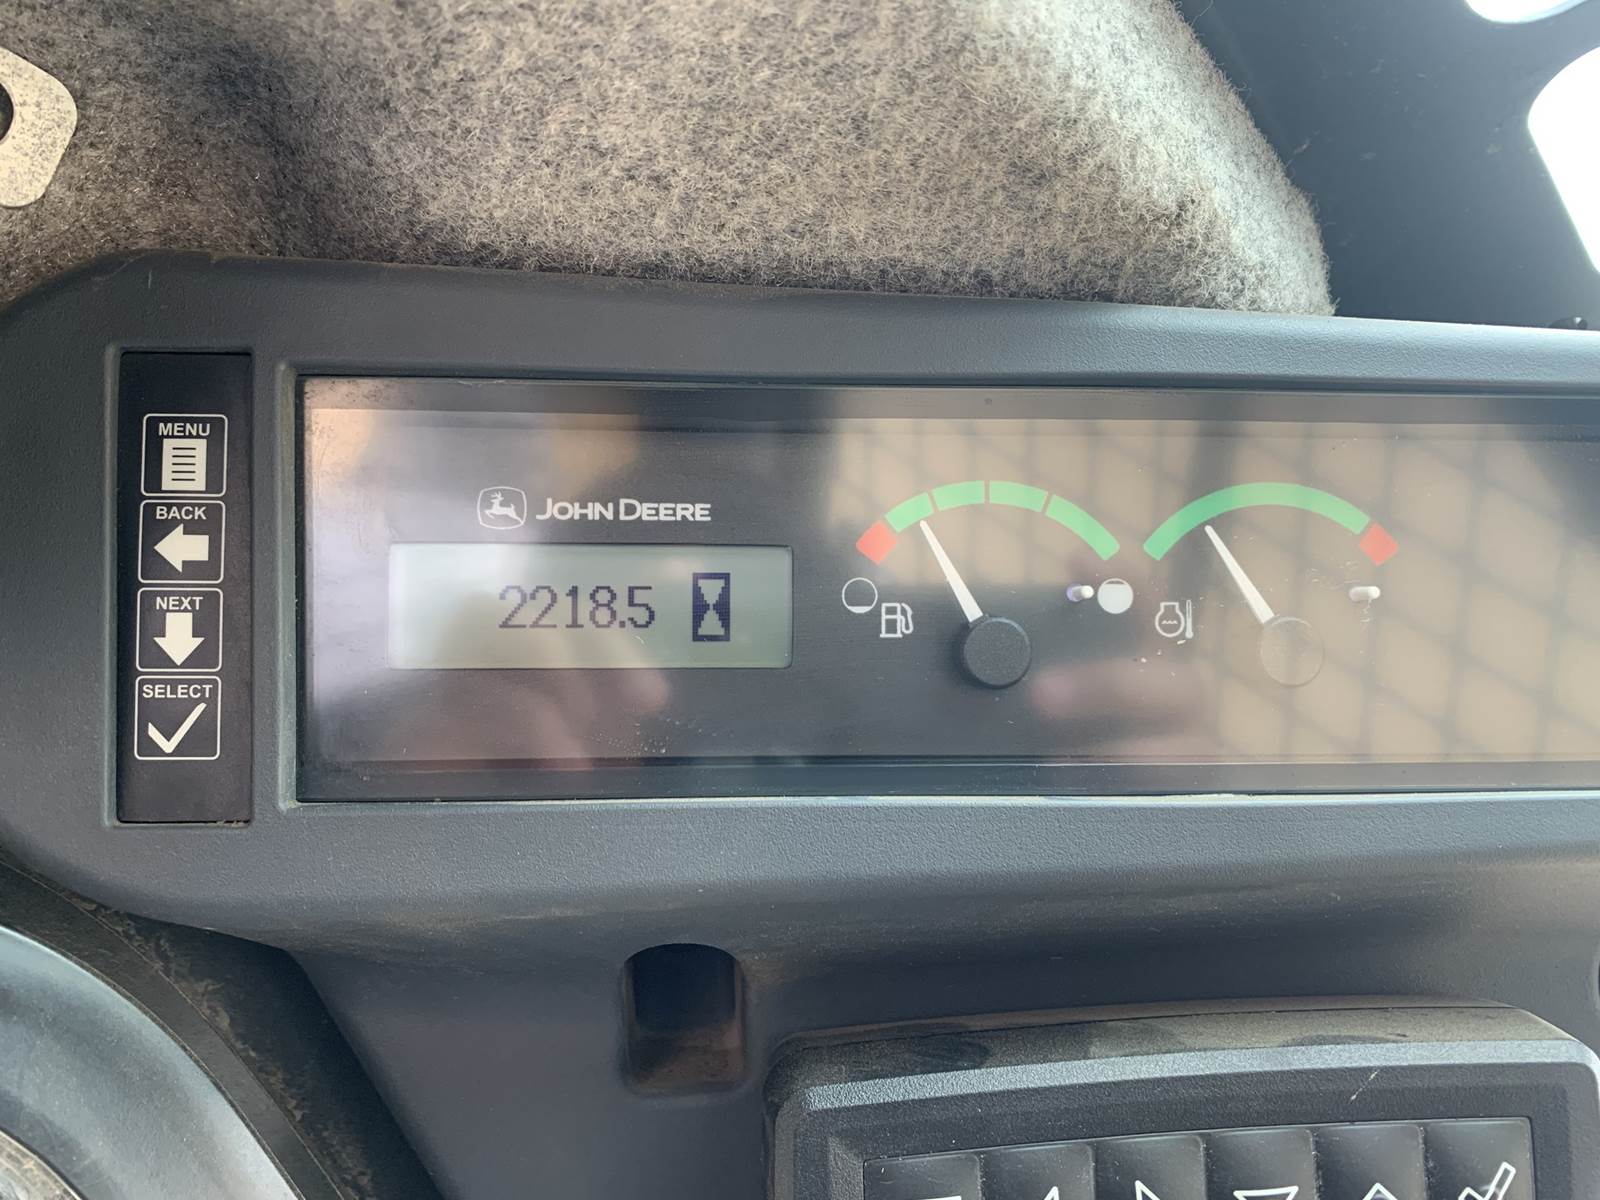 MENU
BACK
NEXT
SELECT
JOHN DEERE
2218.5